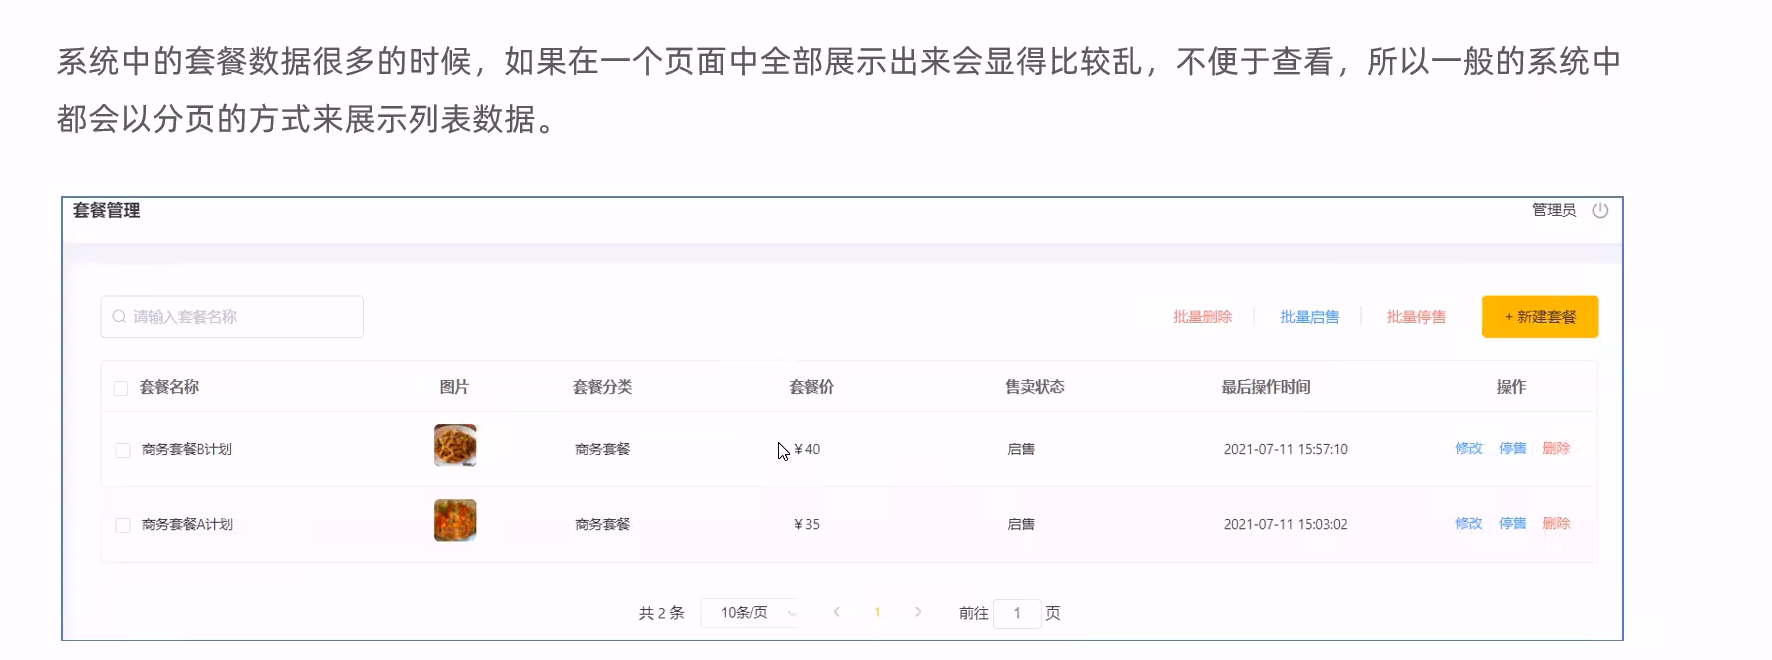 系统中的套餐数据很多的时候，如果在一个页面中全部展示出来会显得比较乱，不便于查看，所以一般的系统中
都会以分页的方式来展示列表数据。
套餐管理 管理员
请输入套餐名称 批量删除 批量启售 批量停售 + 新建套餐
套餐名称 图片 套餐分类 套餐价 售卖状态 最后操作时间 操作
商务套餐B计划 商务套餐 ￥40 启售 2021-07-11 15:57:10 修改 停售 删除
商务套餐A计划 商务套餐 ￥35 启售 2021-07-11 15:03:02 修改 停售 删除
共 2 条 10条/页 1 前往 1 页